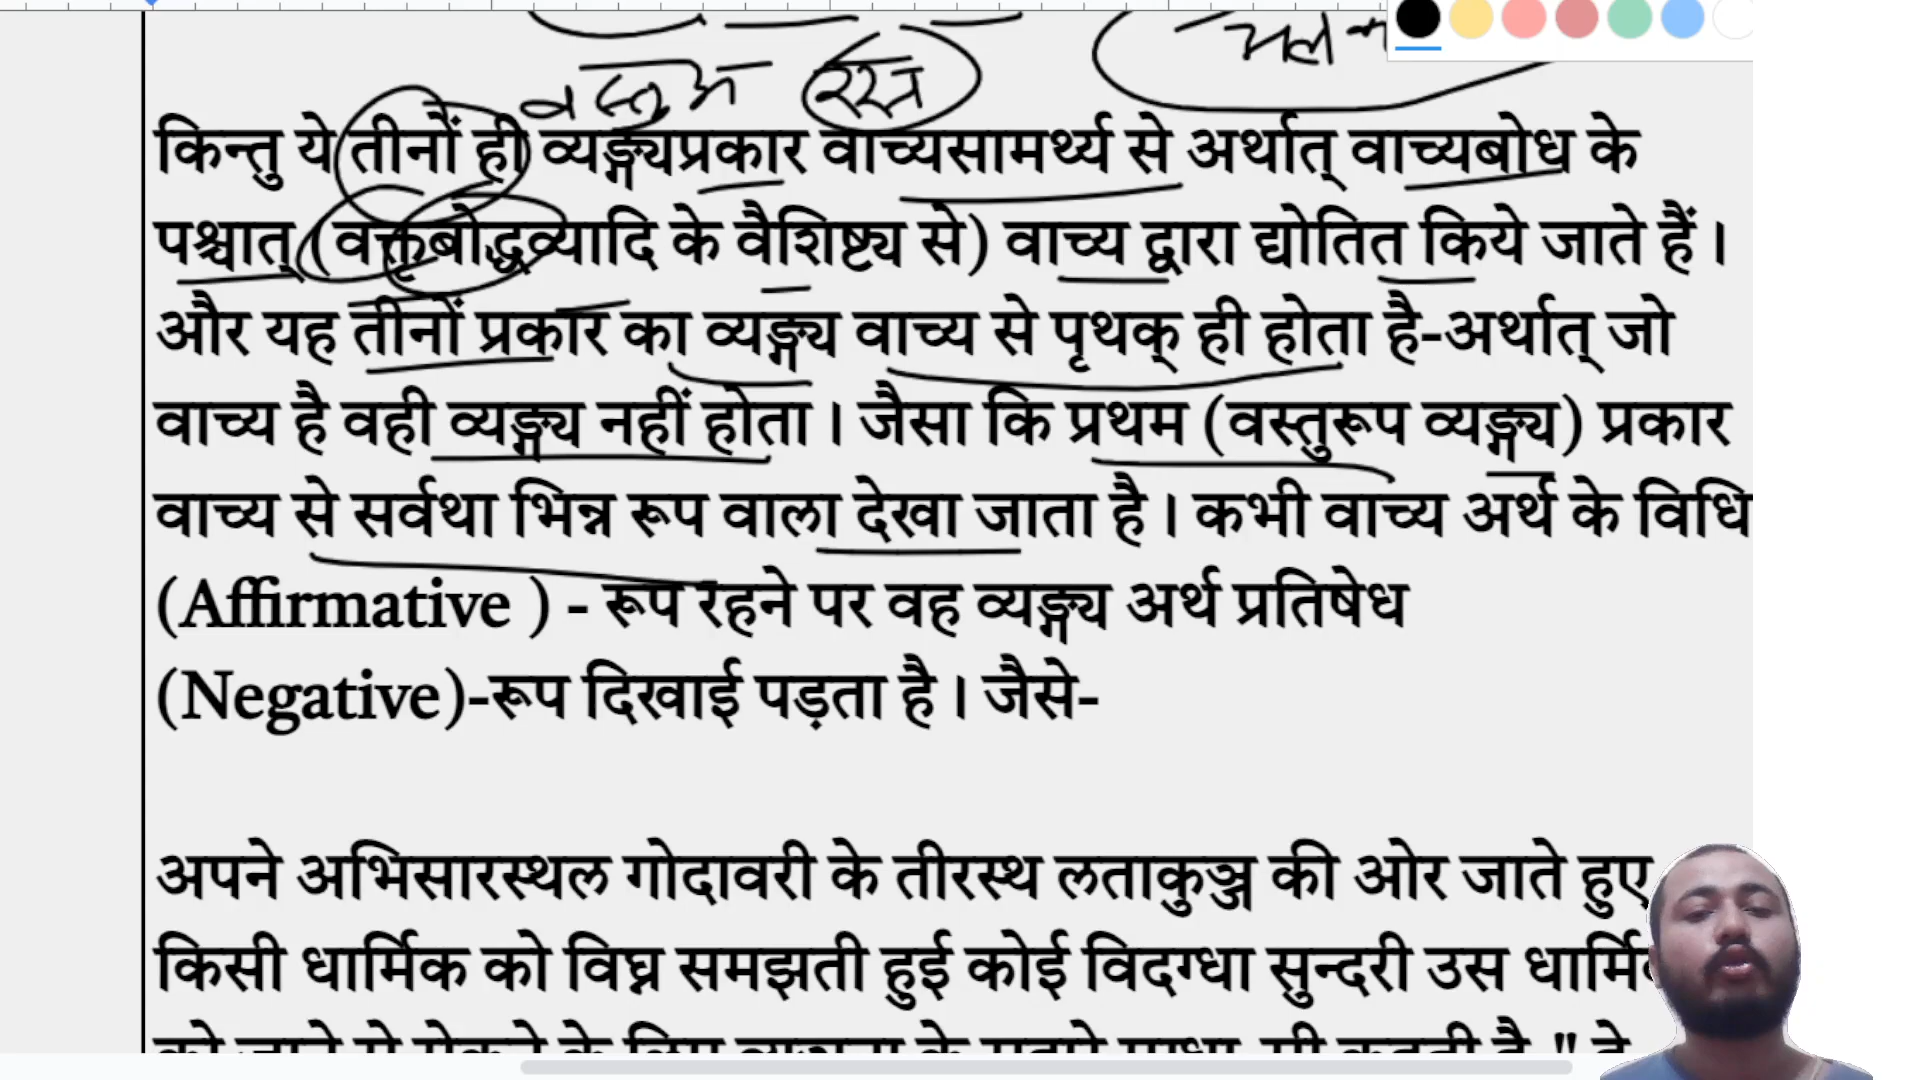 वस्तु अ रस
किन्तु ये तीनों ही व्यङ्ग्यप्रकार वाच्यसामर्थ्य से अर्थात् वाच्यबोध के
पश्चात् (वक्तृबोद्धव्यादि के वैशिष्ट्य से) वाच्य द्वारा द्योतित किये जाते हैं।
और यह तीनों प्रकार का व्यङ्ग्य वाच्य से पृथक् ही होता है-अर्थात् जो
वाच्य है वही व्यङ्ग्य नहीं होता। जैसा कि प्रथम (वस्तुरूप व्यङ्ग्य) प्रकार
वाच्य से सर्वथा भिन्न रूप वाला देखा जाता है। कभी वाच्य अर्थ के विधि
(Affirmative ) - रूप रहने पर वह व्यङ्ग्य अर्थ प्रतिषेध
(Negative)-रूप दिखाई पड़ता है। जैसे-
अपने अभिसारस्थल गोदावरी के तीरस्थ लताकुञ्ज की ओर जाते हुए
किसी धार्मिक को विघ्न समझती हुई कोई विदग्धा सुन्दरी उस